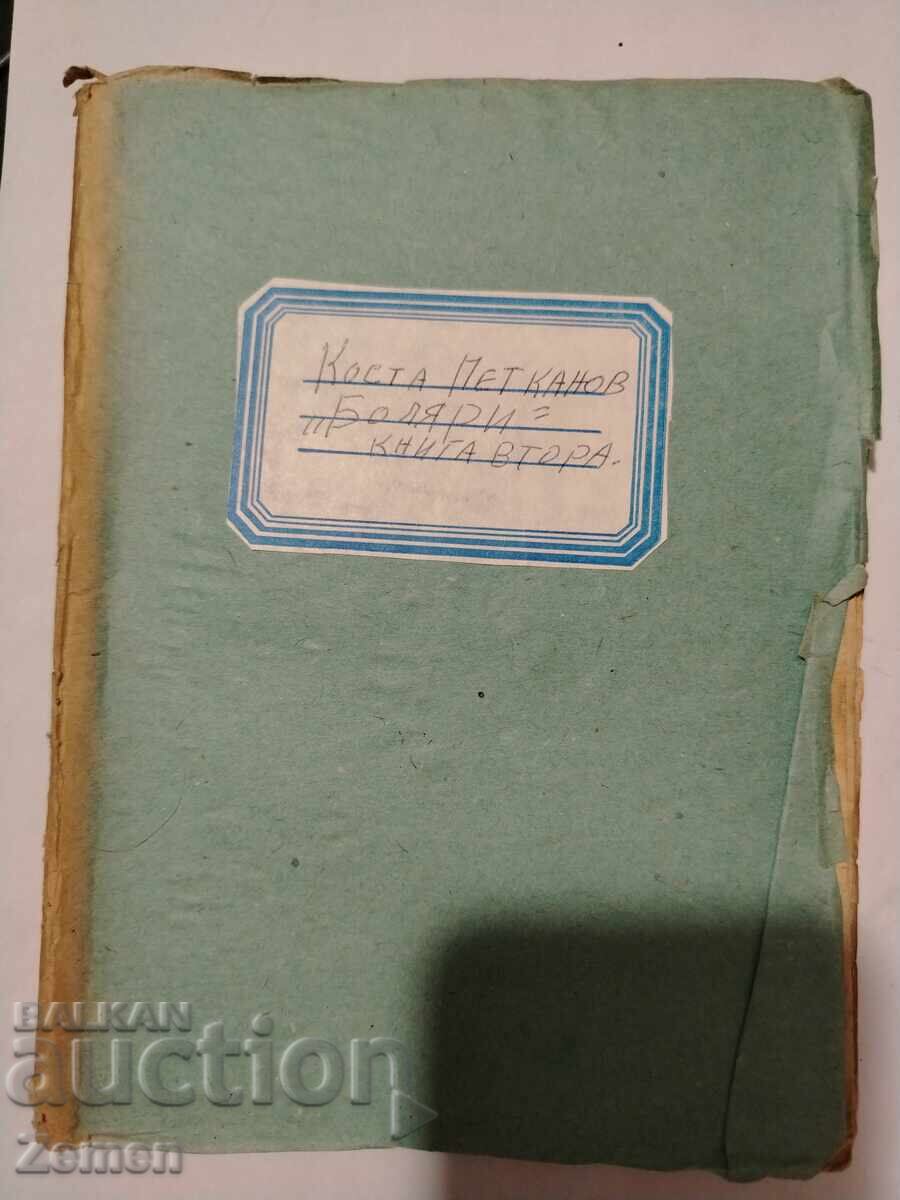 Коста Петканов
„Боляри"
книга втора.
BALKAN
auction
Zemen